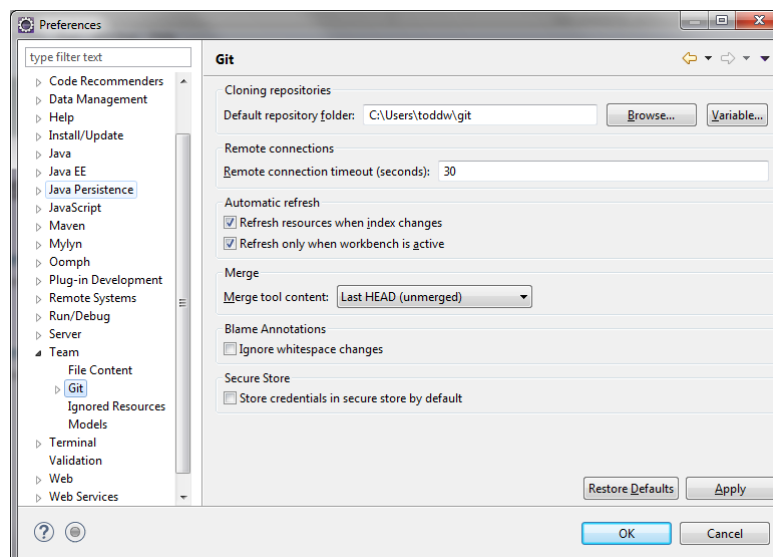 Preferences
type filter text
Code Recommenders
Data Management
Help
Install/Update
Java
Java EE
Java Persistence
JavaScript
Maven
Mylyn
Oomph
Plug-in Development
Remote Systems
Run/Debug
Server
Team
File Content
Git
Ignored Resources
Models
Terminal
Validation
Web
Web Services
Git
Cloning repositories
Default repository folder: C:\Users\toddw\git Browse... Variable...
Remote connections
Remote connection timeout (seconds): 30
Automatic refresh
Refresh resources when index changes
Refresh only when workbench is active
Merge
Merge tool content: Last HEAD (unmerged)
Blame Annotations
Ignore whitespace changes
Secure Store
Store credentials in secure store by default
Restore Defaults Apply
? OK Cancel